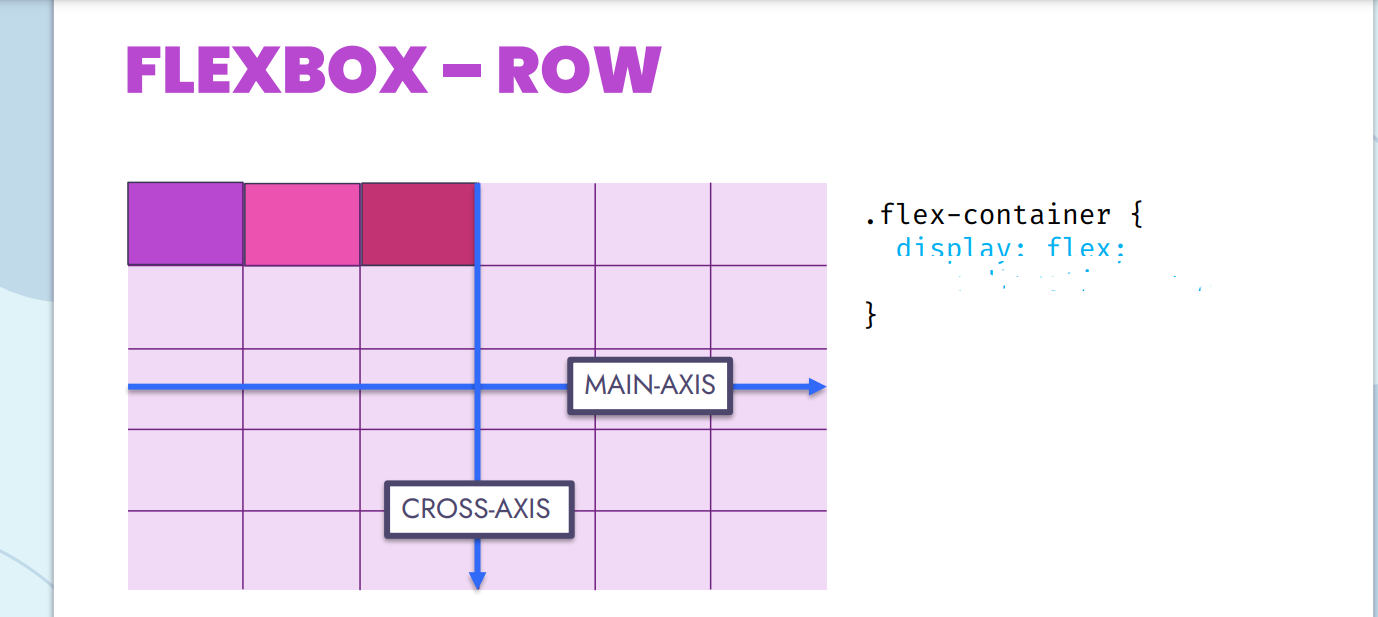 FLEXBOX – ROW
.flex-container {
display: flex;
}
MAIN-AXIS
CROSS-AXIS